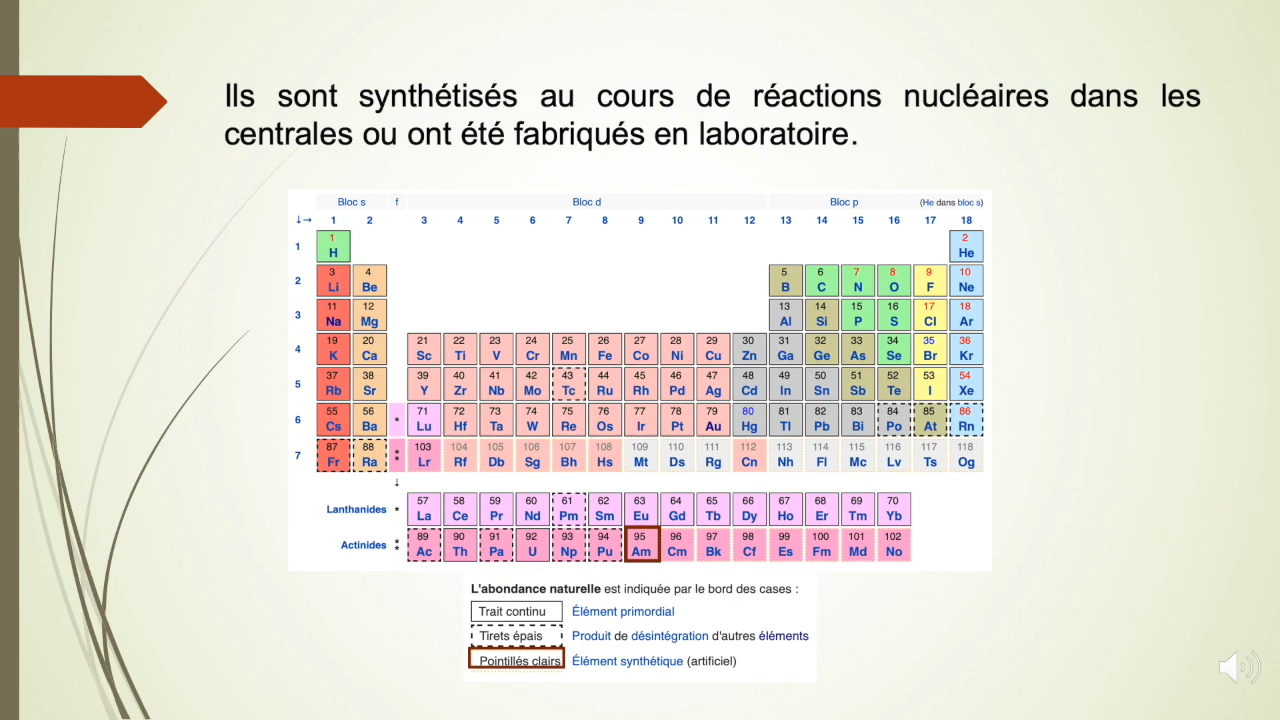 Ils sont synthétisés au cours de réactions nucléaires dans les
centrales ou ont été fabriqués en laboratoire.
Bloc s f Bloc d Bloc p (He dans bloc s)
↓→ 1 2 3 4 5 6 7 8 9 10 11 12 13 14 15 16 17 18
1 2
1 H He
3 4 5 6 7 8 9 10
2 Li Be B C N O F Ne
11 12 13 14 15 16 17 18
3 Na Mg Al Si P S Cl Ar
19 20 21 22 23 24 25 26 27 28 29 30 31 32 33 34 35 36
4 K Ca Sc Ti V Cr Mn Fe Co Ni Cu Zn Ga Ge As Se Br Kr
37 38 39 40 41 42 43 44 45 46 47 48 49 50 51 52 53 54
5 Rb Sr Y Zr Nb Mo Tc Ru Rh Pd Ag Cd In Sn Sb Te I Xe
55 56 71 72 73 74 75 76 77 78 79 80 81 82 83 84 85 86
6 Cs Ba * Lu Hf Ta W Re Os Ir Pt Au Hg Tl Pb Bi Po At Rn
87 88 103 104 105 106 107 108 109 110 111 112 113 114 115 116 117 118
7 Fr Ra ** Lr Rf Db Sg Bh Hs Mt Ds Rg Cn Nh Fl Mc Lv Ts Og
↓
57 58 59 60 61 62 63 64 65 66 67 68 69 70
Lanthanides * La Ce Pr Nd Pm Sm Eu Gd Tb Dy Ho Er Tm Yb
89 90 91 92 93 94 95 96 97 98 99 100 101 102
Actinides ** Ac Th Pa U Np Pu Am Cm Bk Cf Es Fm Md No
L'abondance naturelle est indiquée par le bord des cases :
Trait continu Élément primordial
Tirets épais Produit de désintégration d'autres éléments
Pointillés clairs Élément synthétique (artificiel)